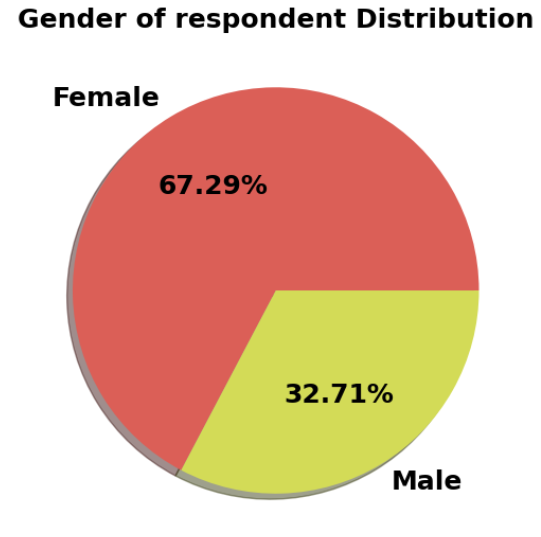 Gender of respondent Distribution
Female
67.29%
32.71%
Male